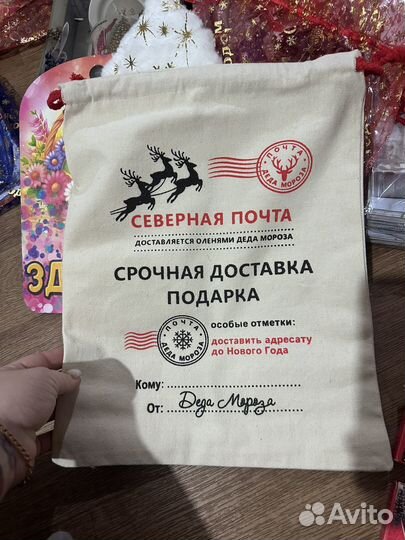 ПОЧТА
ДЕДА МОРОЗА
СЕВЕРНАЯ ПОЧТА
ДОСТАВЛЯЕТСЯ ОЛЕНЯМИ ДЕДА МОРОЗА
СРОЧНАЯ ДОСТАВКА
ПОДАРКА
ПОЧТА
ДЕДА МОРОЗА
особые отметки:
доставить адресату
до Нового Года
Кому:
От: Деда Мороза
ЗД
Avito